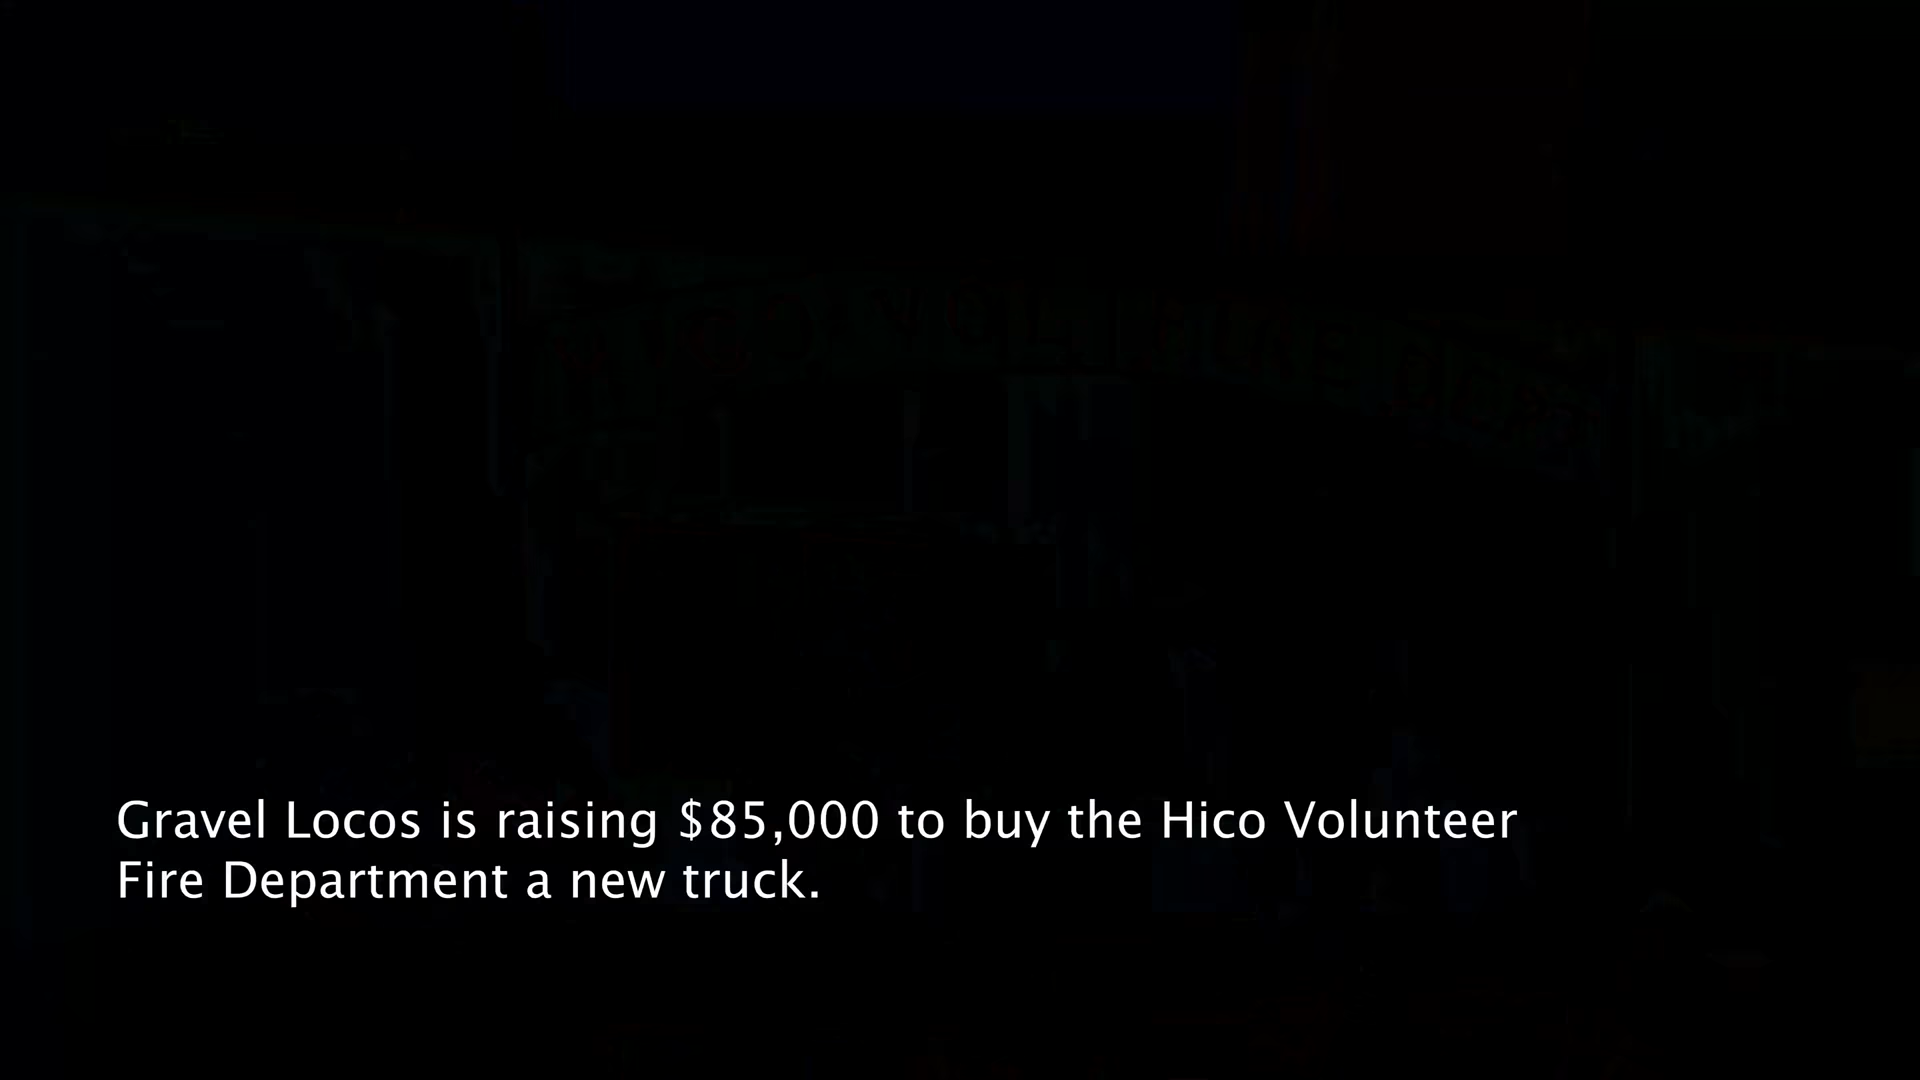 Gravel Locos is raising $85,000 to buy the Hico Volunteer
Fire Department a new truck.